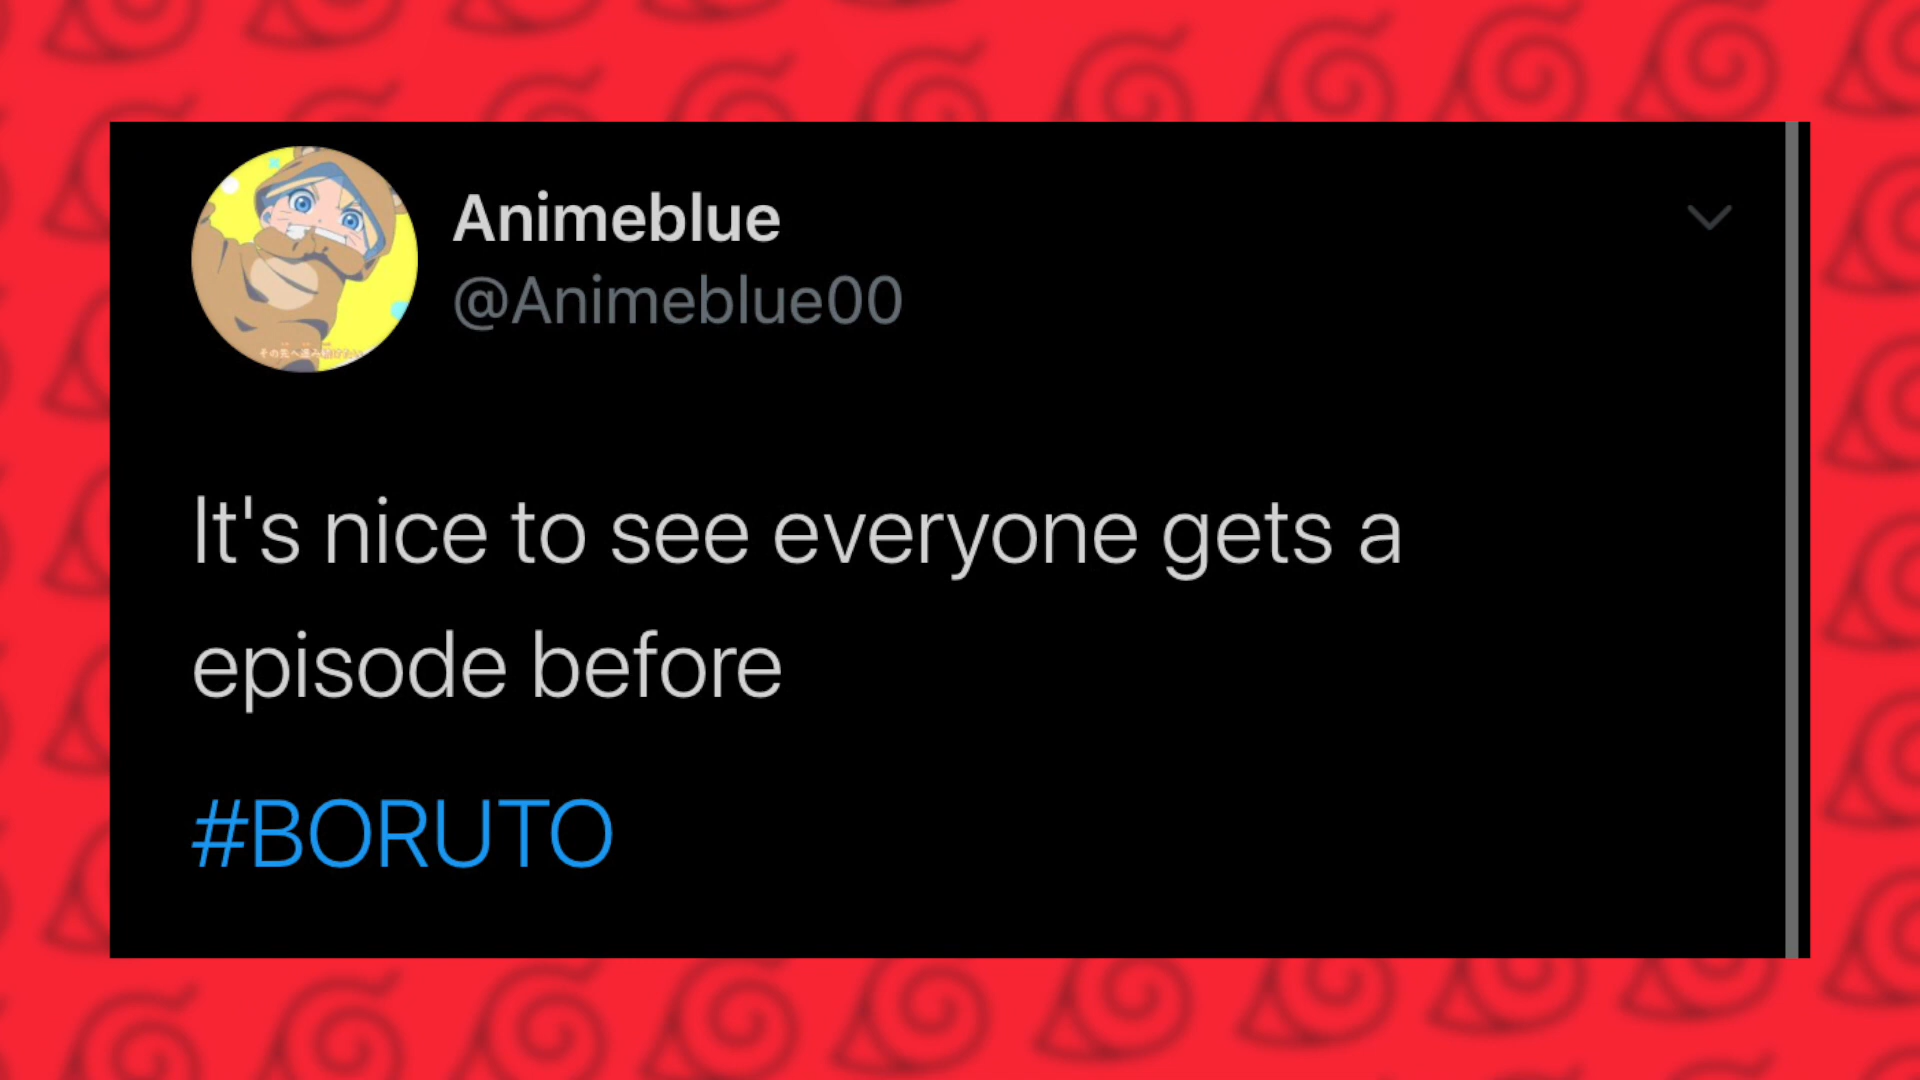 Animeblue
@Animeblue00
It's nice to see everyone gets a
episode before
#BORUTO